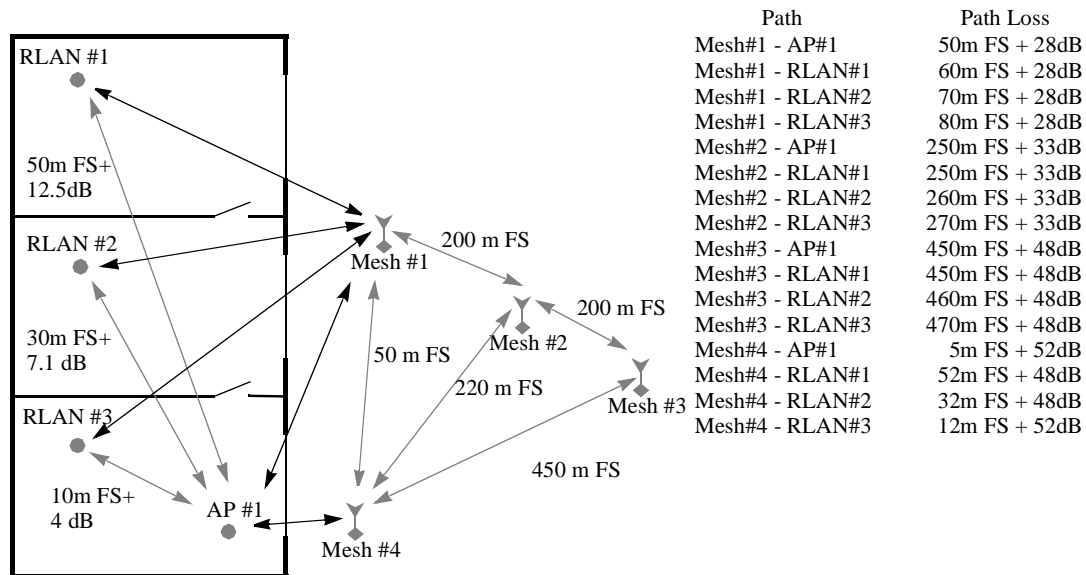 RLAN #1
50m FS+
12.5dB
RLAN #2
30m FS+
7.1 dB
RLAN #3
10m FS+
4 dB
AP #1
Mesh #1
200 m FS
Mesh #2
200 m FS
Mesh #3
50 m FS
220 m FS
450 m FS
Mesh #4
Path Path Loss
Mesh#1 - AP#1 50m FS + 28dB
Mesh#1 - RLAN#1 60m FS + 28dB
Mesh#1 - RLAN#2 70m FS + 28dB
Mesh#1 - RLAN#3 80m FS + 28dB
Mesh#2 - AP#1 250m FS + 33dB
Mesh#2 - RLAN#1 250m FS + 33dB
Mesh#2 - RLAN#2 260m FS + 33dB
Mesh#2 - RLAN#3 270m FS + 33dB
Mesh#3 - AP#1 450m FS + 48dB
Mesh#3 - RLAN#1 450m FS + 48dB
Mesh#3 - RLAN#2 460m FS + 48dB
Mesh#3 - RLAN#3 470m FS + 48dB
Mesh#4 - AP#1 5m FS + 52dB
Mesh#4 - RLAN#1 52m FS + 48dB
Mesh#4 - RLAN#2 32m FS + 48dB
Mesh#4 - RLAN#3 12m FS + 52dB